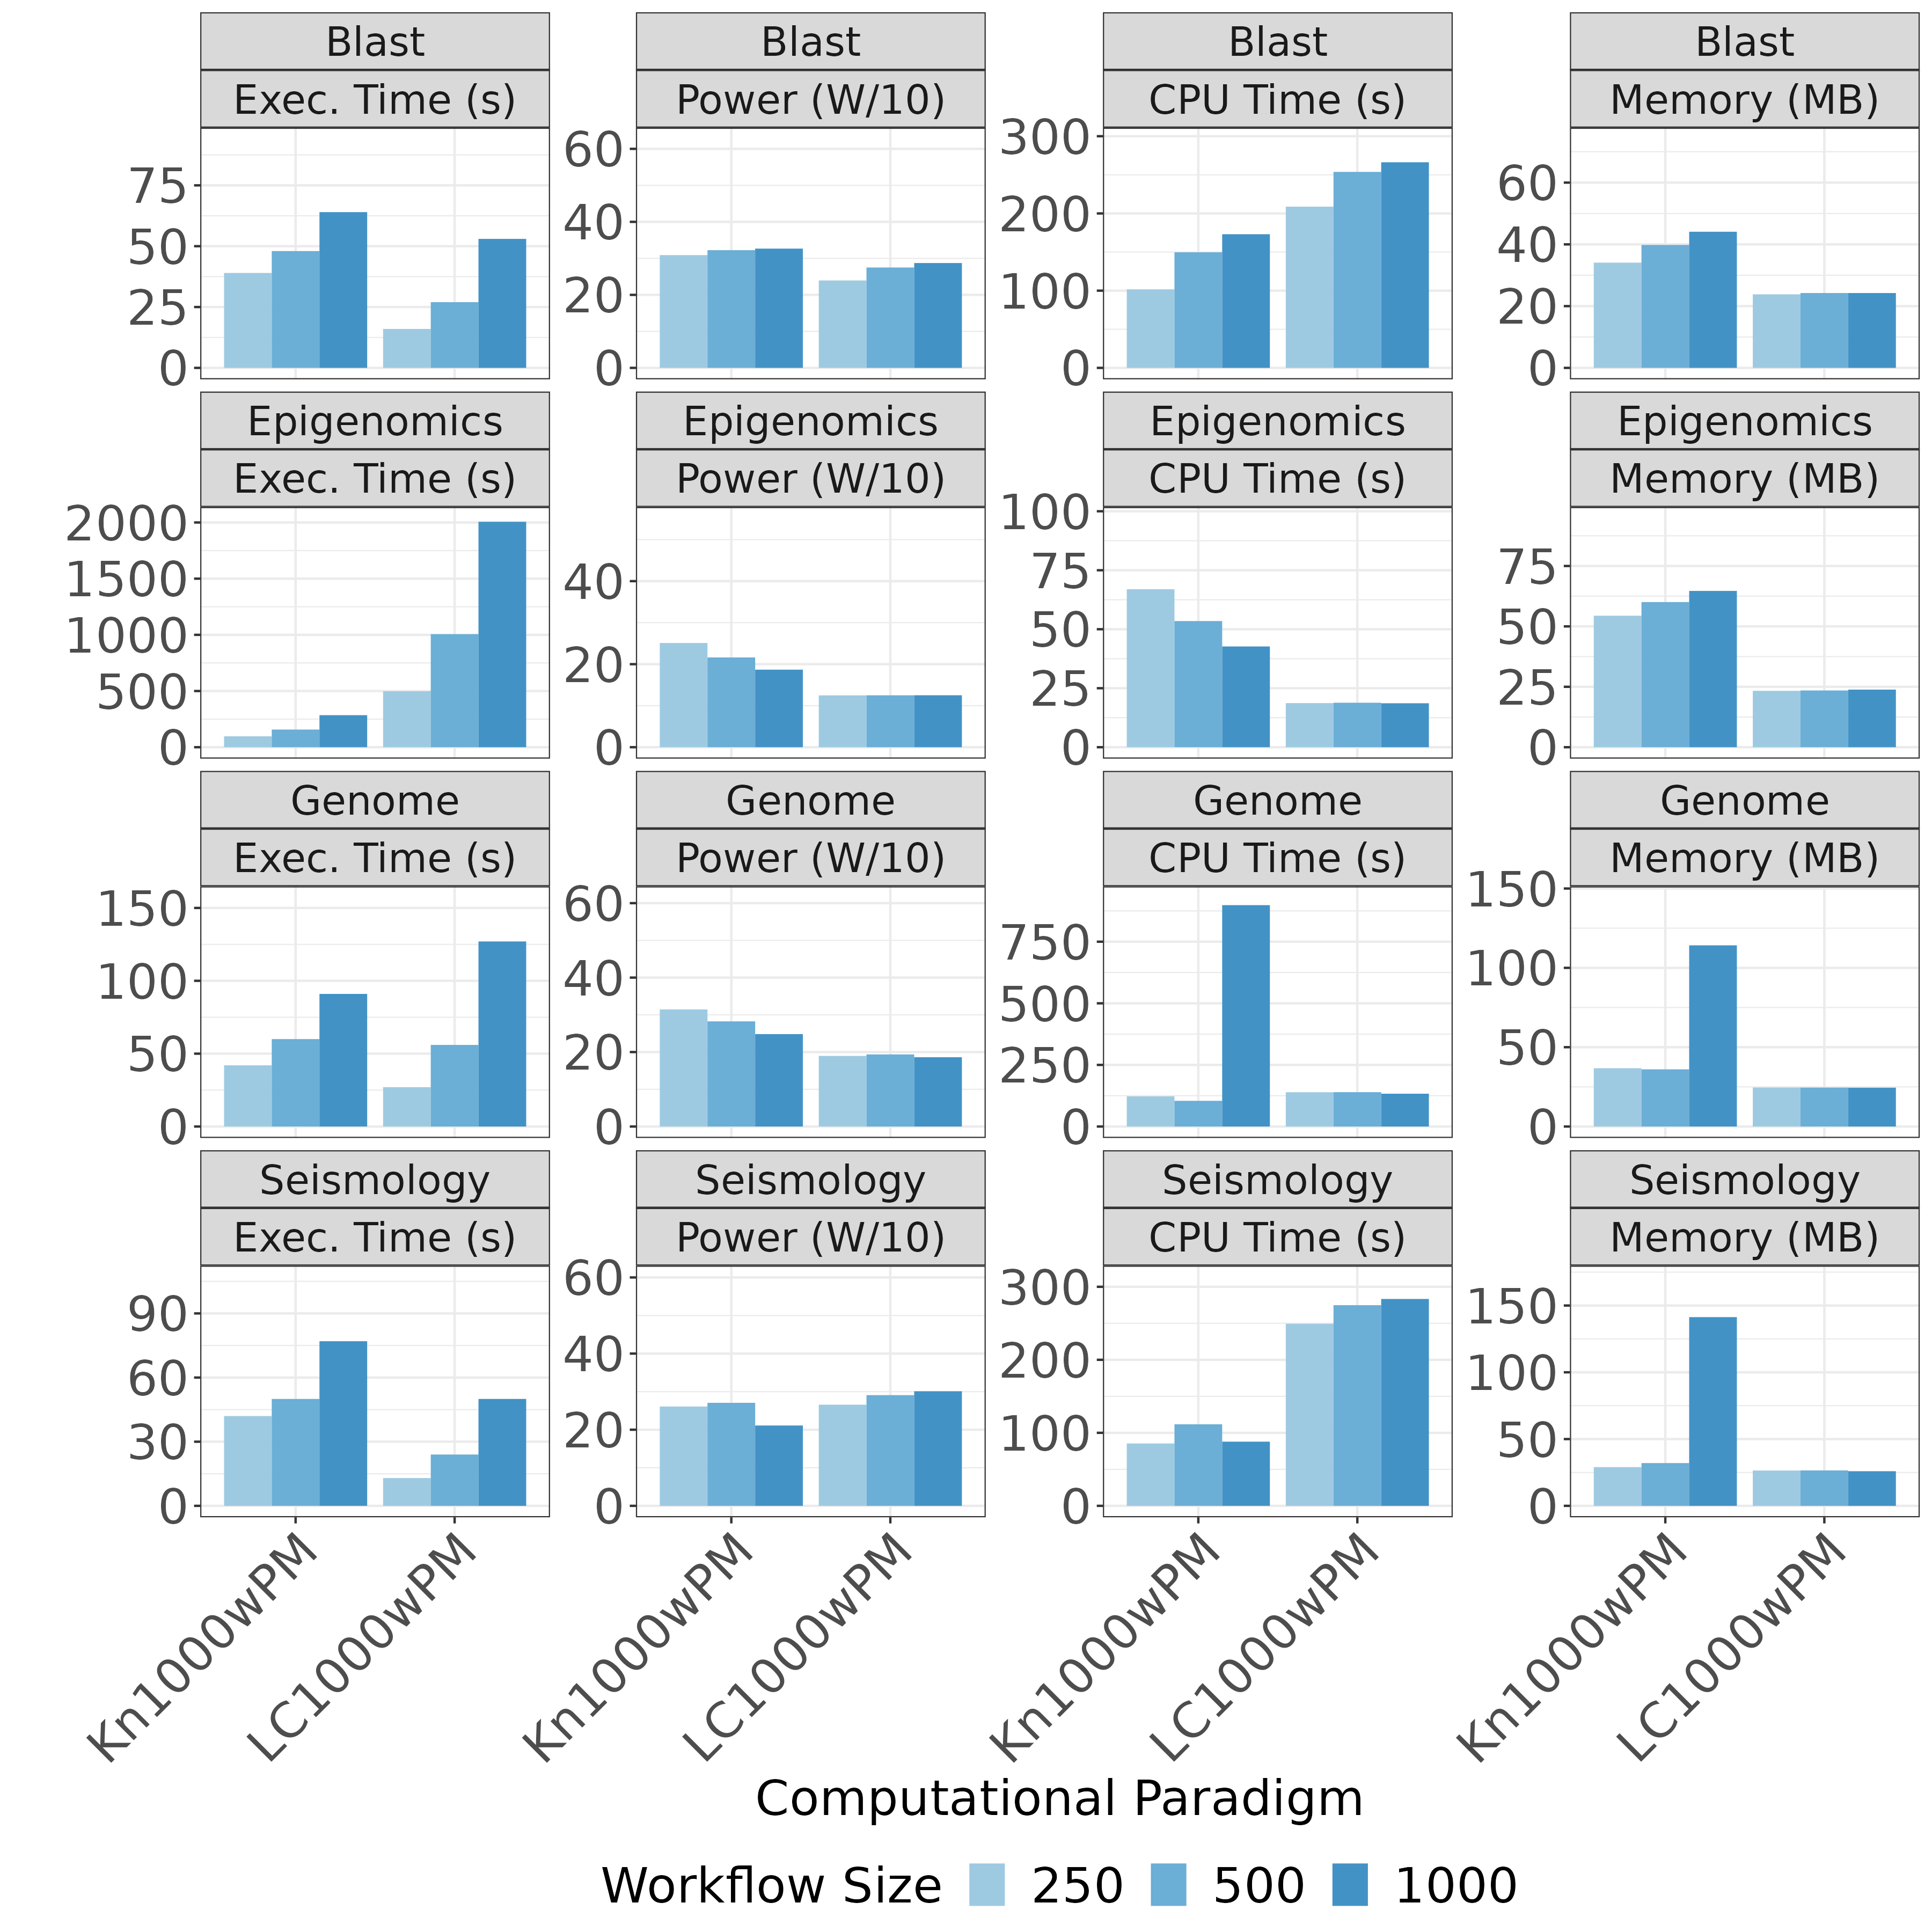 Blast Blast Blast Blast
Exec. Time (s) Power (W/10) CPU Time (s) Memory (MB)
75 60 300 60
50 40 200 40
25 20 100 20
0 0 0 0
Epigenomics Epigenomics Epigenomics Epigenomics
Exec. Time (s) Power (W/10) CPU Time (s) Memory (MB)
2000 40 100 75
1500 20 75 50
1000 0 50 25
500 25 0
0 0
Genome Genome Genome Genome
Exec. Time (s) Power (W/10) CPU Time (s) Memory (MB)
150 60 750 150
100 40 500 100
50 20 250 50
0 0 0 0
Seismology Seismology Seismology Seismology
Exec. Time (s) Power (W/10) CPU Time (s) Memory (MB)
90 60 300 150
60 40 200 100
30 20 100 50
0 0 0 0
Kn1000wPM LC1000wPM Kn1000wPM LC1000wPM Kn1000wPM LC1000wPM Kn1000wPM LC1000wPM
Computational Paradigm
Workflow Size 250 500 1000